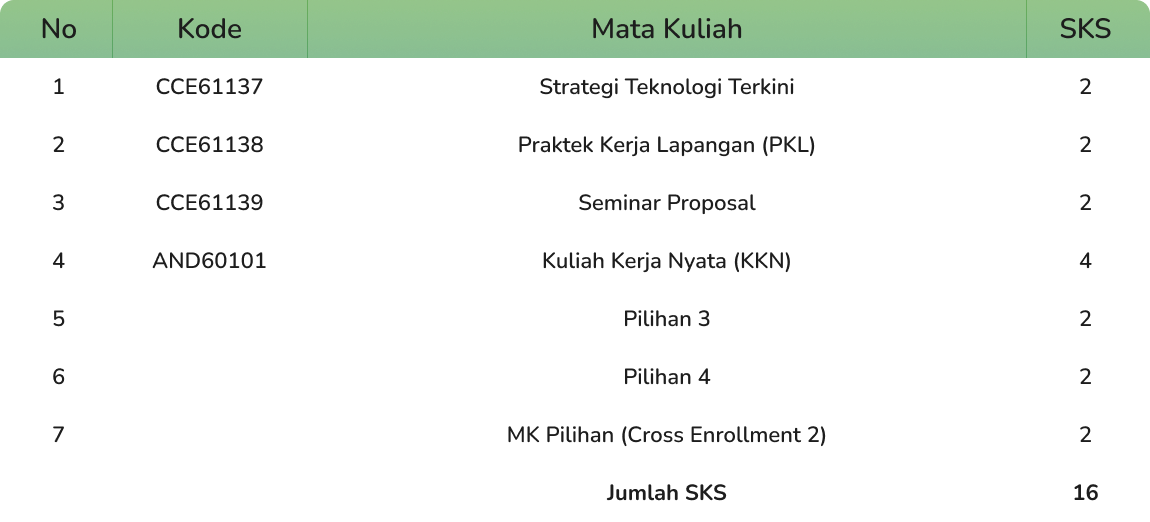 No Kode Mata Kuliah SKS
1 CCE61137 Strategi Teknologi Terkini 2
2 CCE61138 Praktek Kerja Lapangan (PKL) 2
3 CCE61139 Seminar Proposal 2
4 AND60101 Kuliah Kerja Nyata (KKN) 4
5 Pilihan 3 2
6 Pilihan 4 2
7 MK Pilihan (Cross Enrollment 2) 2
Jumlah SKS 16